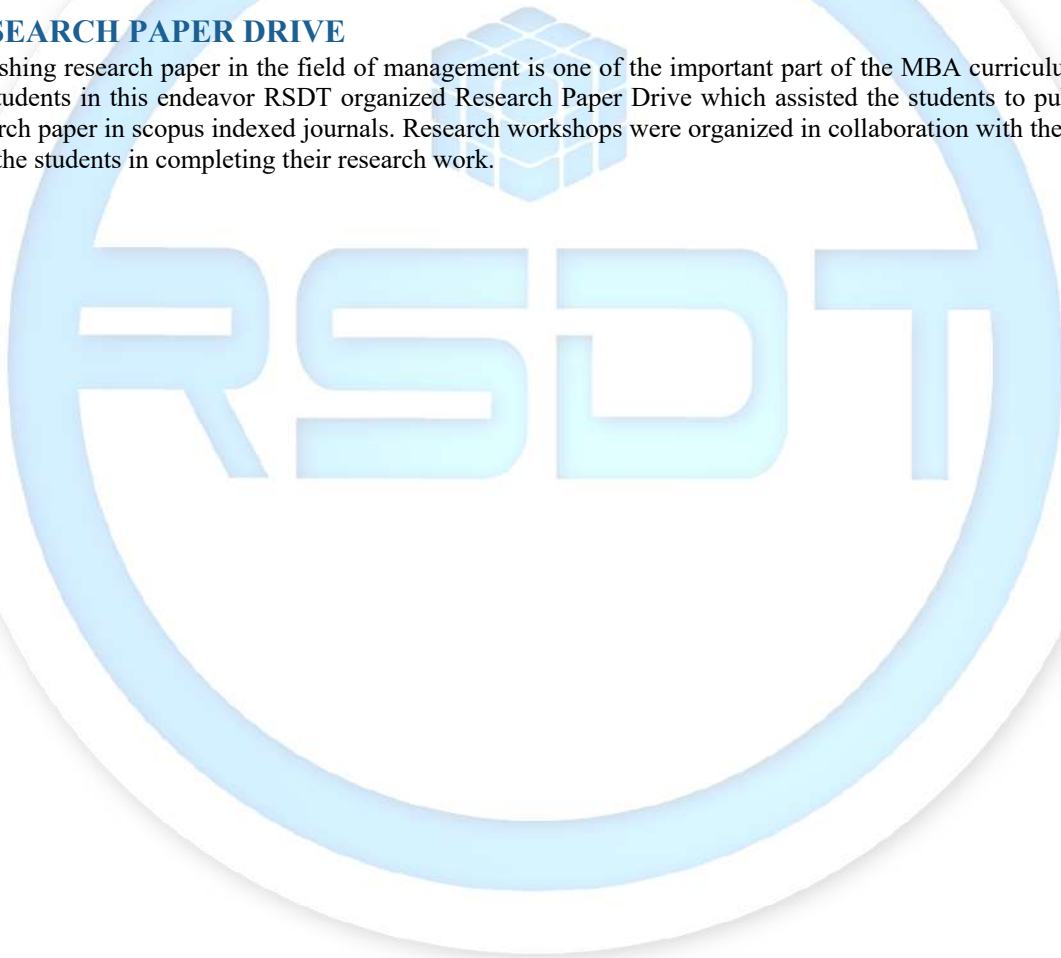 SEARCH PAPER DRIVE
shing research paper in the field of management is one of the important part of the MBA curriculu
tudents in this endeavor RSDT organized Research Paper Drive which assisted the students to pu
rch paper in scopus indexed journals. Research workshops were organized in collaboration with the
the students in completing their research work.
RSDT